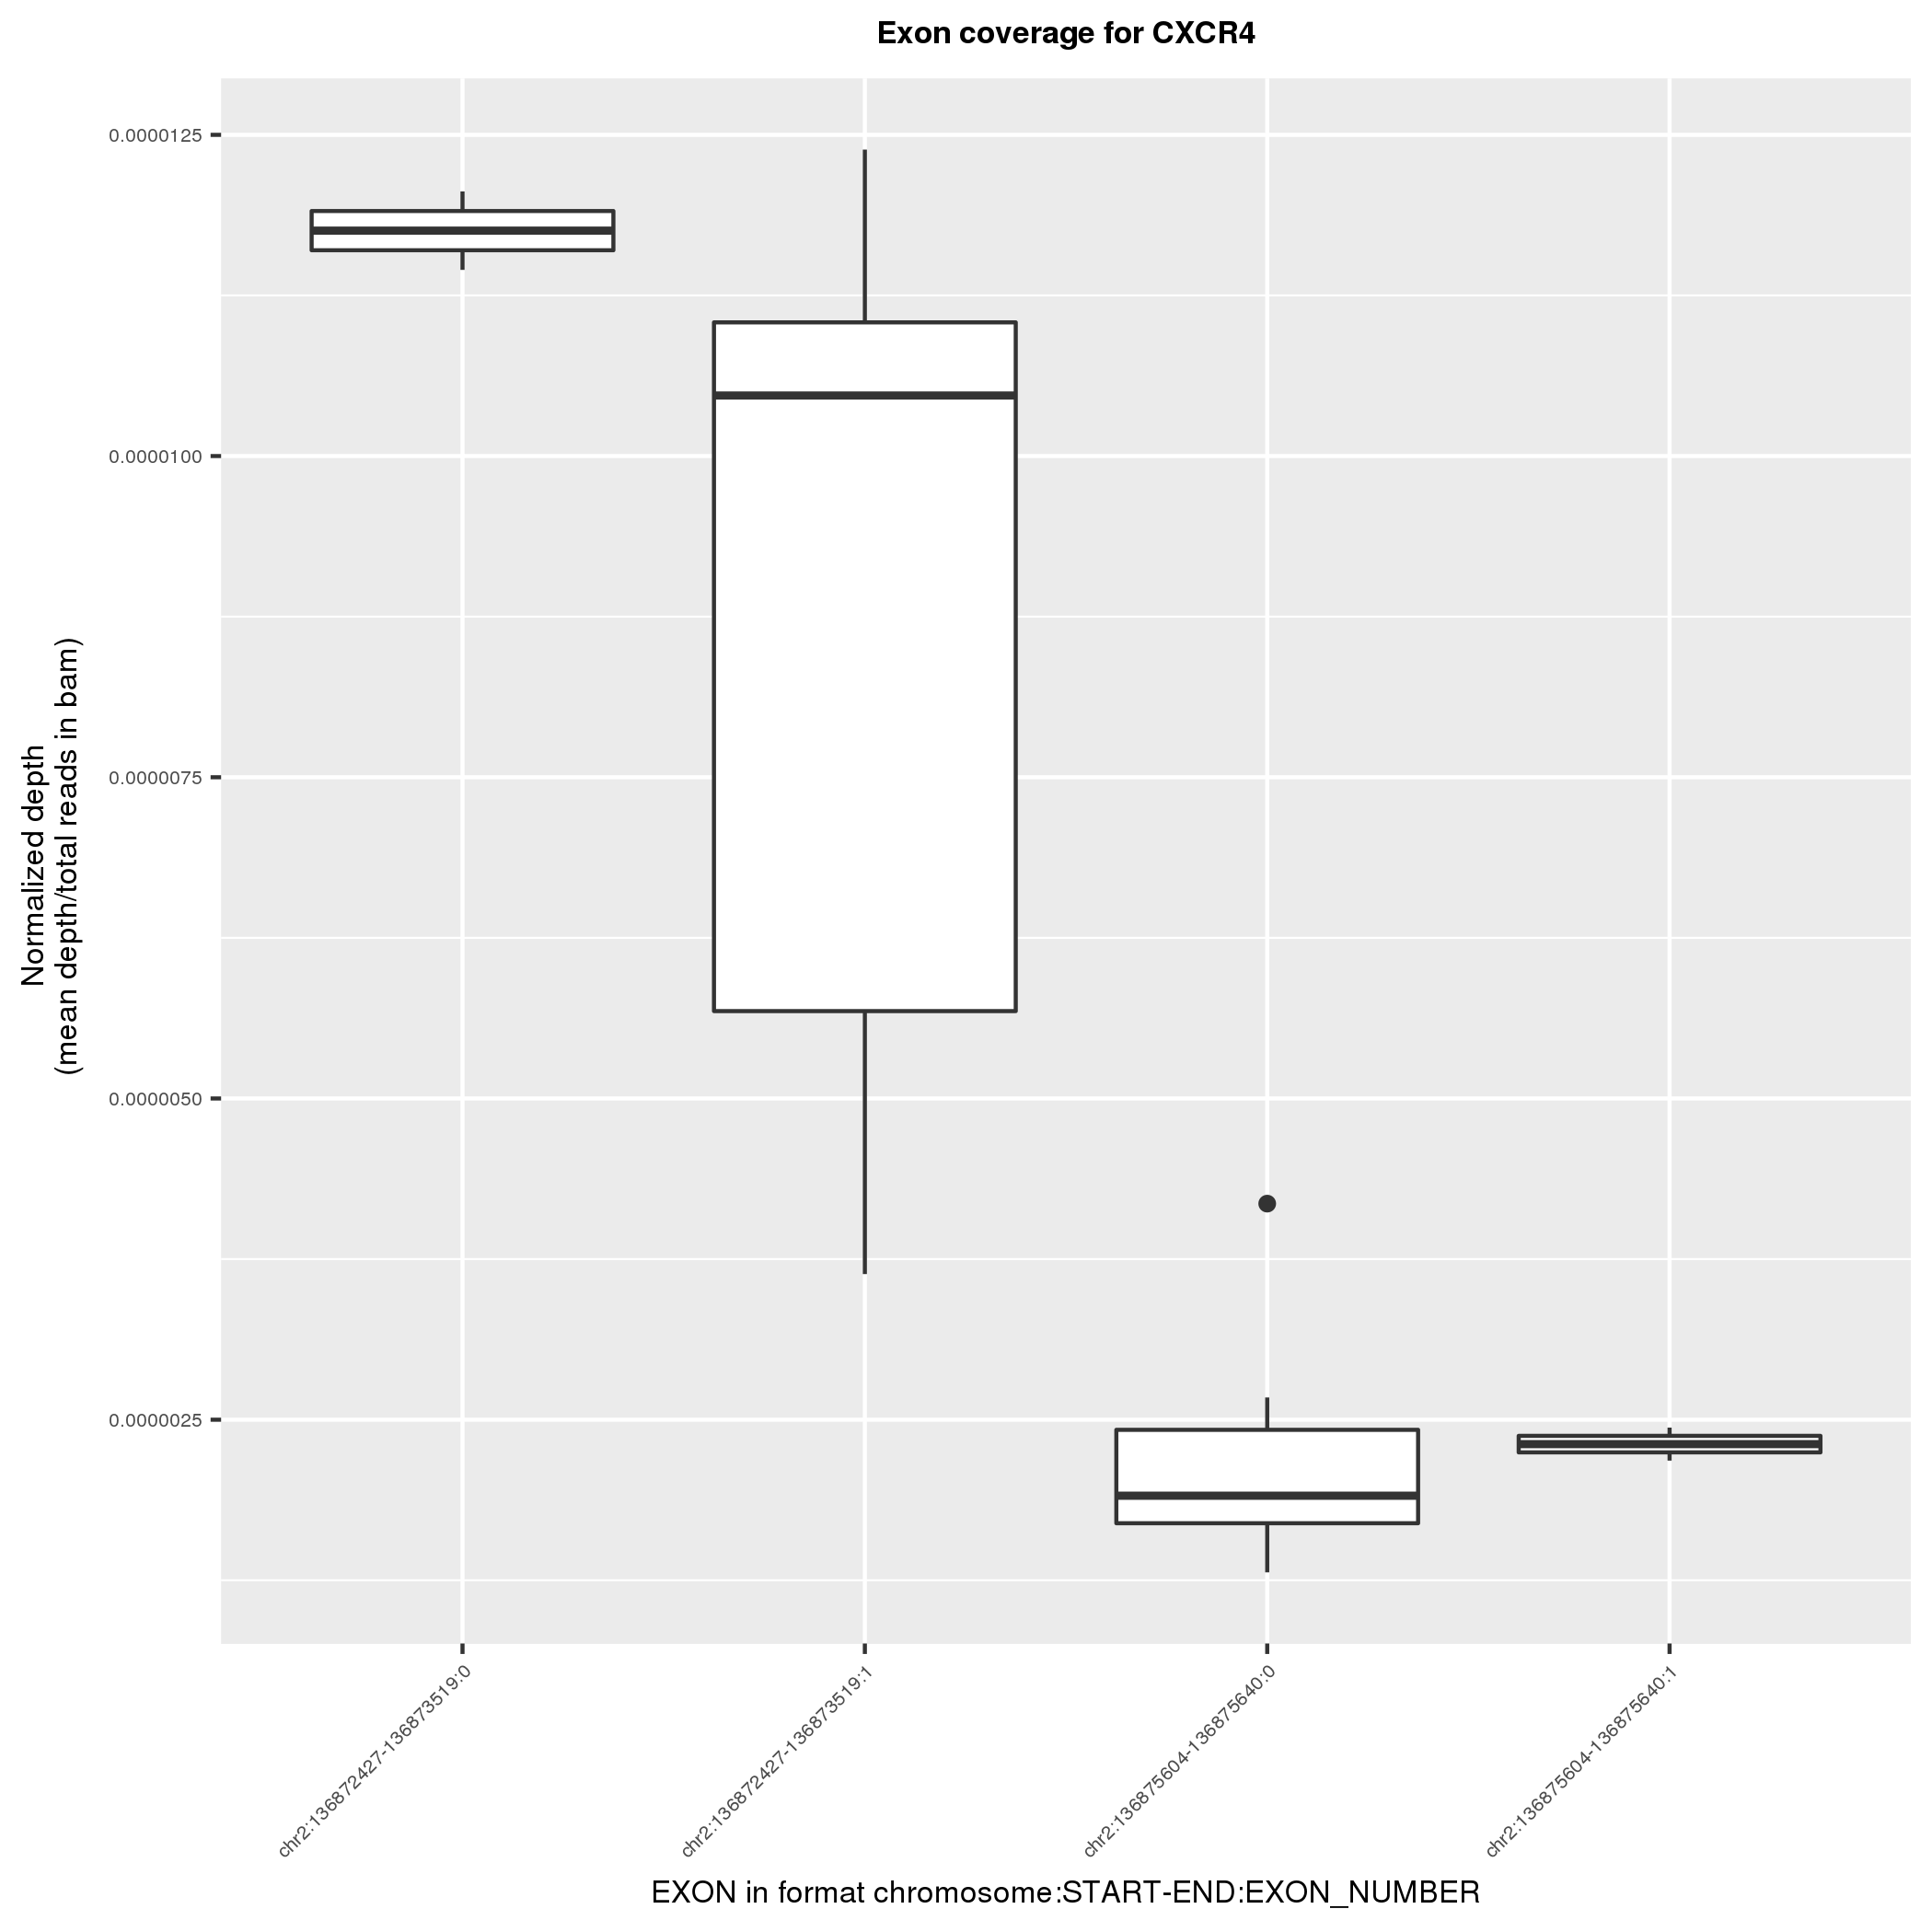 Exon coverage for CXCR4
Normalized depth
(mean depth/total reads in bam)
0.0000125
0.0000100
0.0000075
0.0000050
0.0000025
chr2:136872427-136873519:0
chr2:136872427-136873519:1
chr2:136875604-136875640:0
chr2:136875604-136875640:1
EXON in format chromosome:START-END:EXON_NUMBER